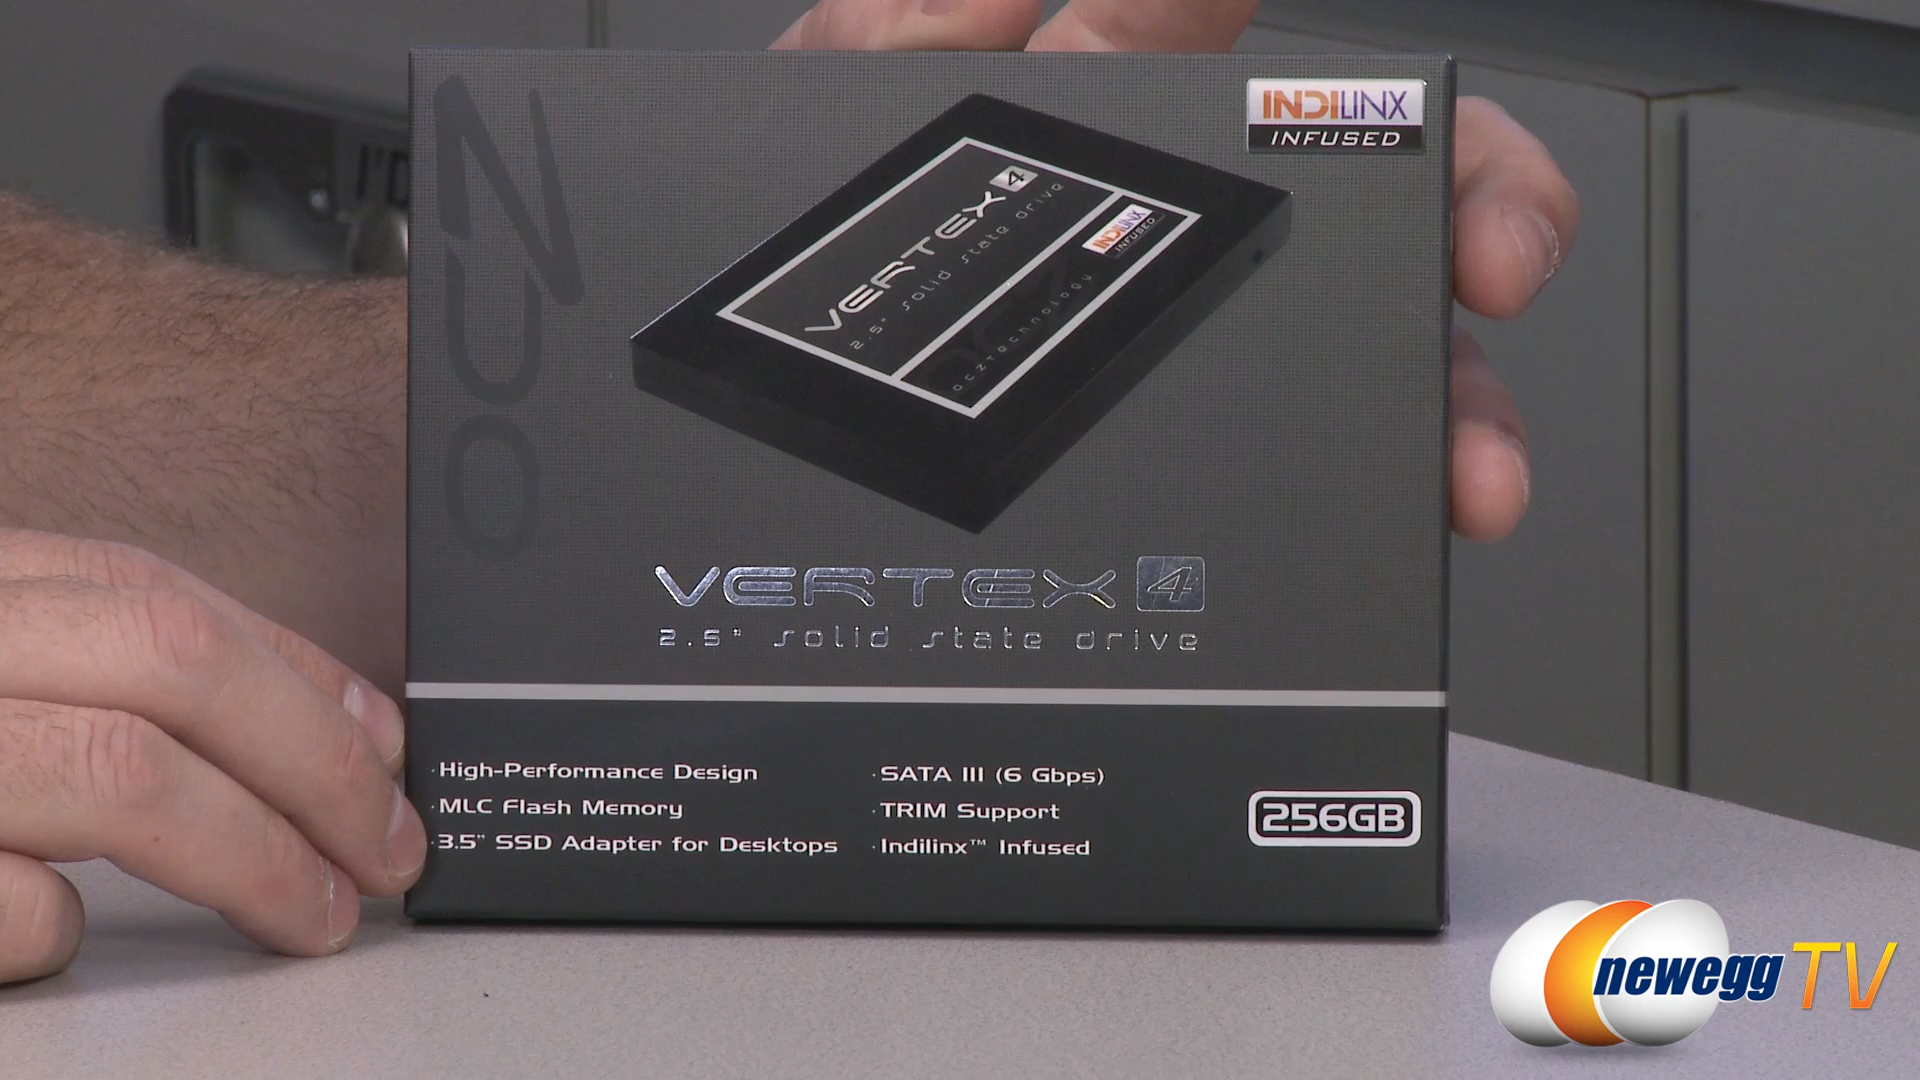 INDILINX
INFUSED
VERTEX 4
2.5" solid state drive
INDILINX
INFUSED
ocz technology
VERTEX 4
2.5" solid state drive
·High-Performance Design
·MLC Flash Memory
·3.5" SSD Adapter for Desktops
·SATA III (6 Gbps)
·TRIM Support
·Indilinx™ Infused
256GB
newegg TV